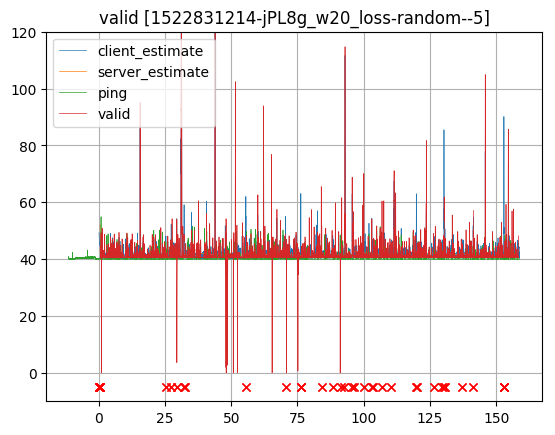 valid [1522831214-jPL8g_w20_loss-random--5]
120
100
80
60
40
20
0
client_estimate
server_estimate
ping
valid
0
25
50
75
100
125
150